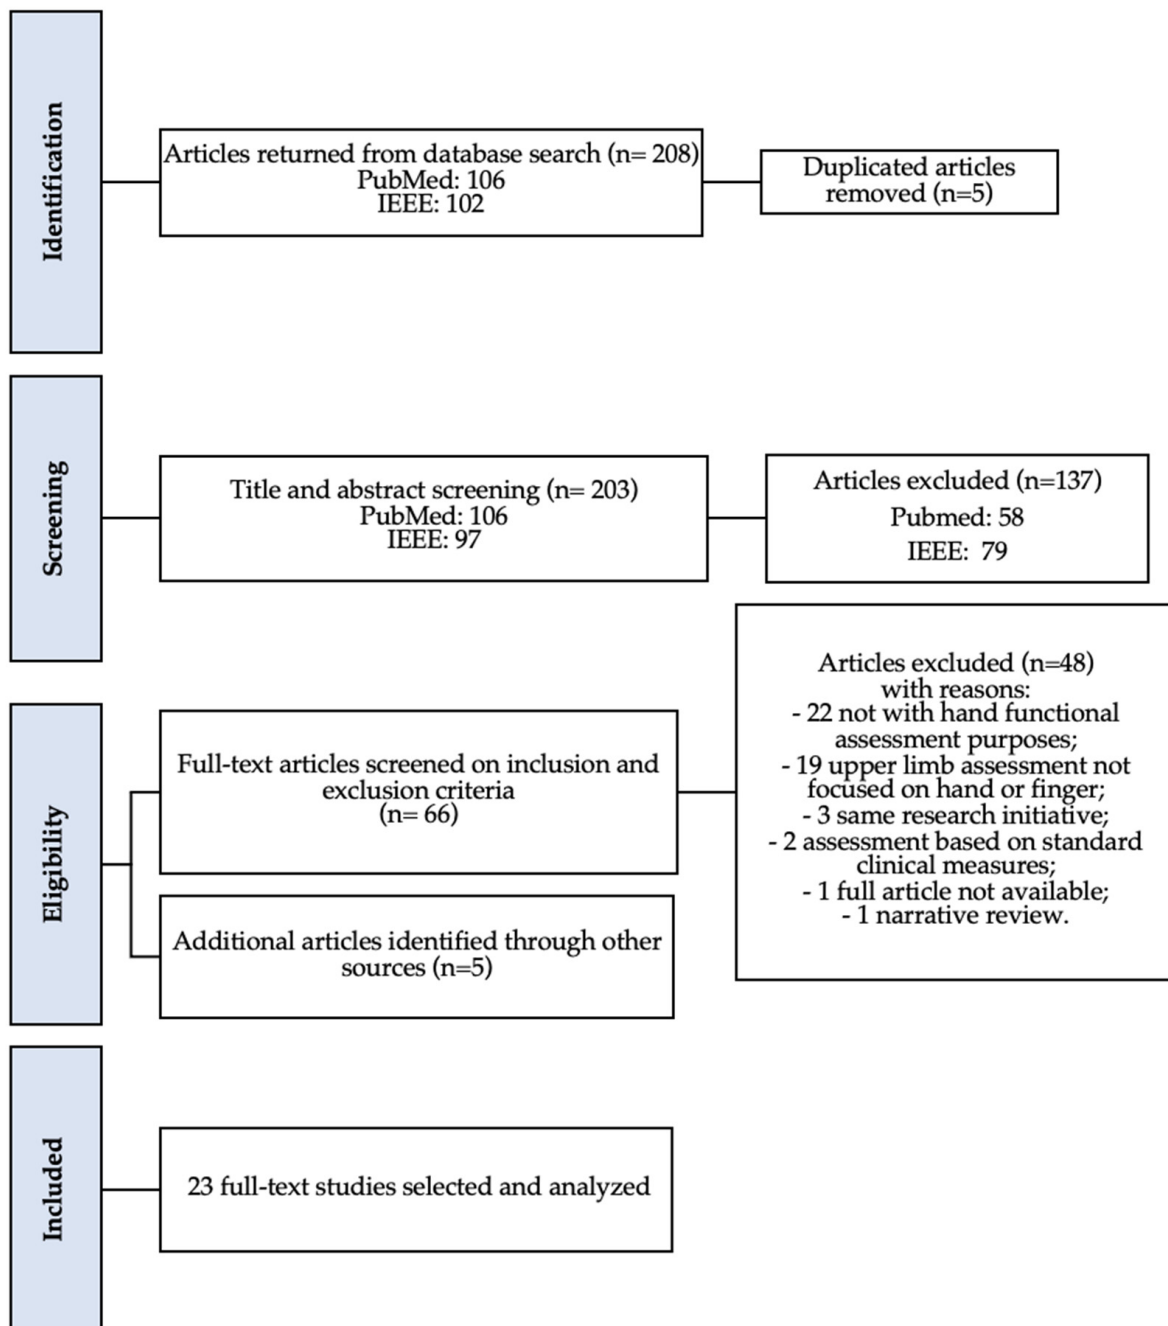 Identification
Articles returned from database search (n= 208)
PubMed: 106
IEEE: 102
Duplicated articles
removed (n=5)
Screening
Title and abstract screening (n= 203)
PubMed: 106
IEEE: 97
Articles excluded (n=137)
Pubmed: 58
IEEE: 79
Eligibility
Full-text articles screened on inclusion and
exclusion criteria
(n= 66)
Articles excluded (n=48)
with reasons:
- 22 not with hand functional
assessment purposes;
- 19 upper limb assessment not
focused on hand or finger;
- 3 same research initiative;
- 2 assessment based on standard
clinical measures;
- 1 full article not available;
- 1 narrative review.
Additional articles identified through other
sources (n=5)
Included
23 full-text studies selected and analyzed